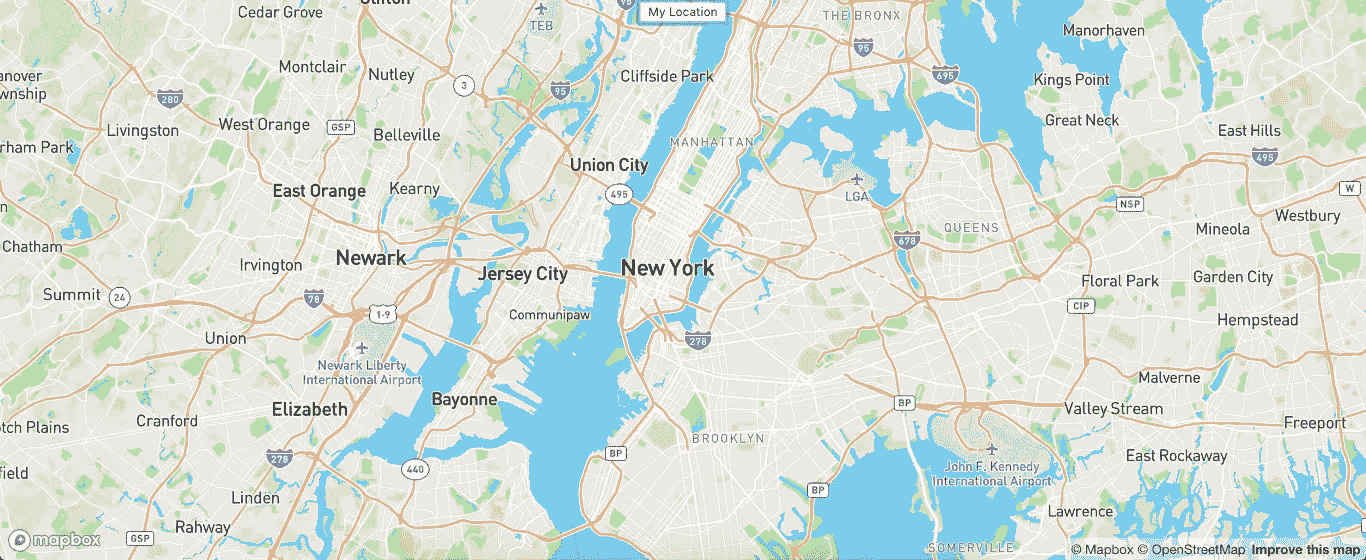 Cedar Grove
Clifton
TEB
95
My Location
THE BRONX
95
Manorhaven
Montclair
Nutley
3
95
Cliffside Park
695
Kings Point
anover
ownship
280
Livingston
West Orange
GSP
Belleville
MANHATTAN
Great Neck
East Hills
rham Park
Union City
495
East Orange
Kearny
495
LGA
NSP
W
n
Chatham
Newark
Irvington
Jersey City
New York
678
QUEENS
Mineola
Westbury
Summit
24
78
1-9
Communipaw
Floral Park
Garden City
CIP
Union
278
Hempstead
Newark Liberty
International Airport
Malverne
Elizabeth
Bayonne
BP
Valley Stream
Cranford
otch Plains
Freeport
BROOKLYN
278
BP
East Rockaway
field
440
John F. Kennedy
International Airport
Linden
BP
Lawrence
Rahway
GSP
mapbox
SOMERVILLE
© Mapbox © OpenStreetMap Improve this map